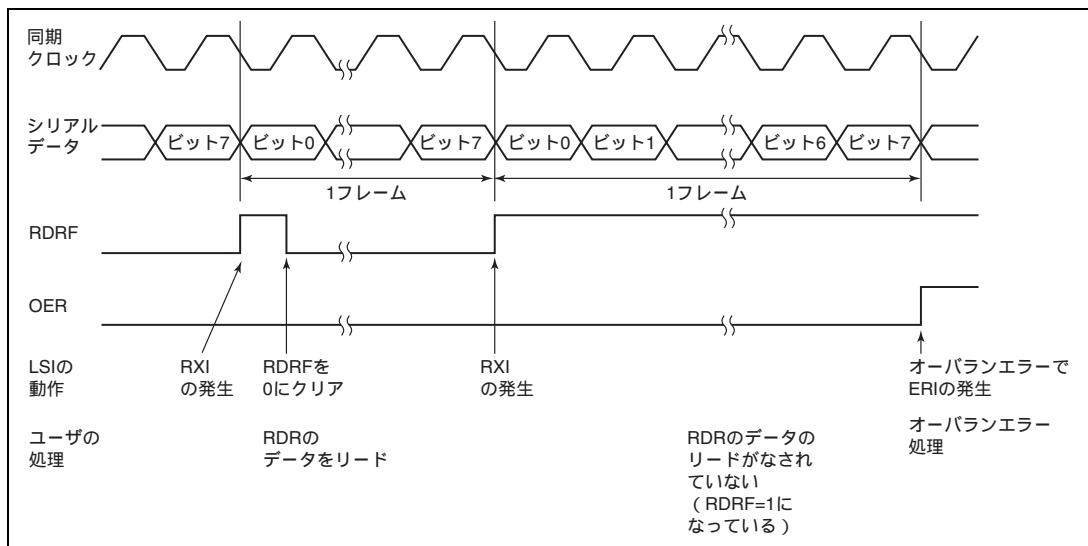 同期
クロック
シリアル
データ
ビット7 ビット0 ビット7 ビット0 ビット1 ビット6 ビット7
1フレーム 1フレーム
RDRF
OER
LSIの
動作
RXI
の発生
RDRFを
0にクリア
RXI
の発生
オーバランエラーで
ERIの発生
ユーザの
処理
RDRの
データをリード
RDRのデータの
リードがなされ
ていない
( RDRF=1に
なっている )
オーバランエラー
処理